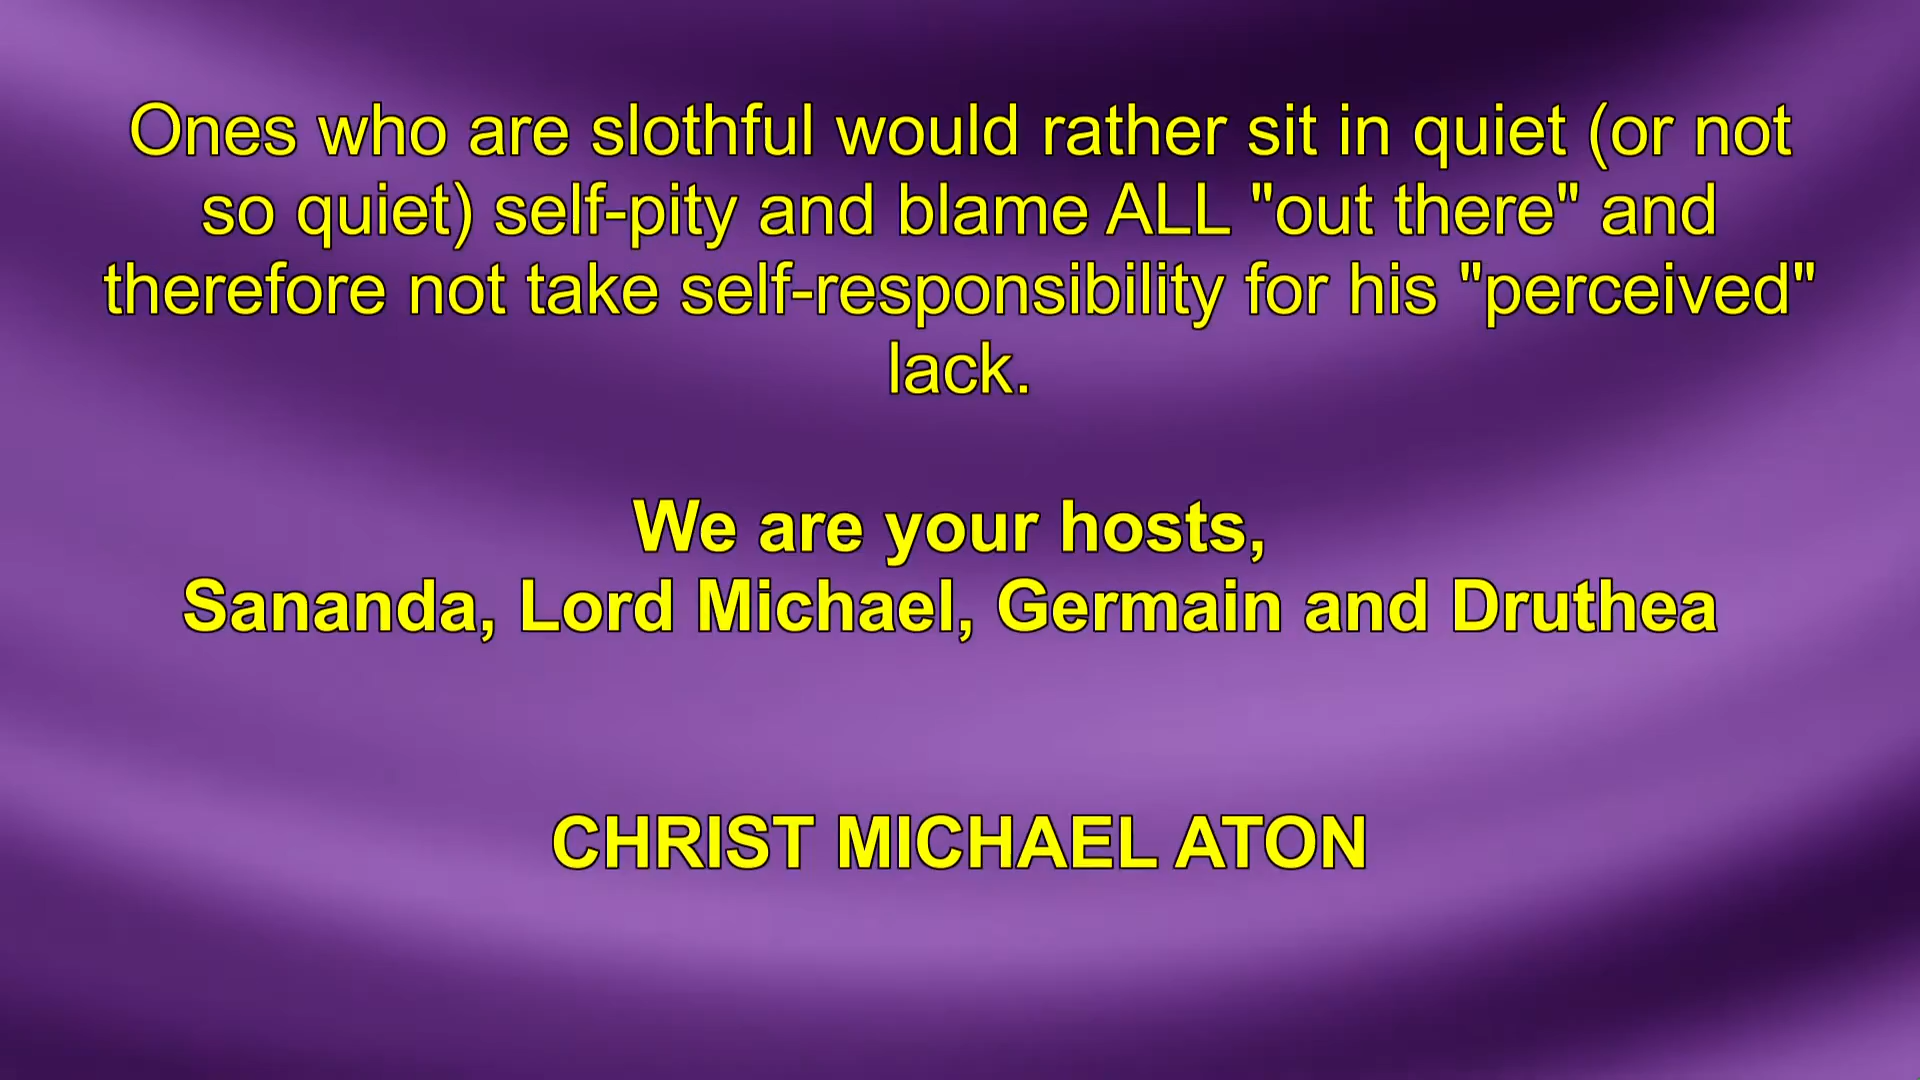 Ones who are slothful would rather sit in quiet (or not
so quiet) self-pity and blame ALL "out there" and
therefore not take self-responsibility for his "perceived"
lack.
We are your hosts,
Sananda, Lord Michael, Germain and Druthea
CHRIST MICHAEL ATON